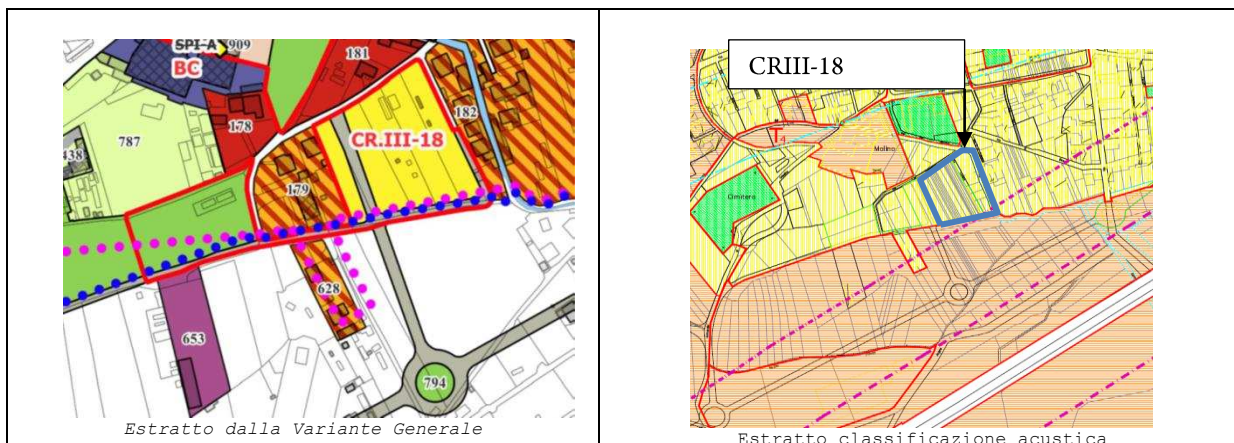 SPI-A
909
BC
181
178
182
787
CR.III-18
438
179
628
653
794
Estratto dalla Variante Generale
CRIII-18
T
Molino
Cimitero
Estratto classificazione acustica